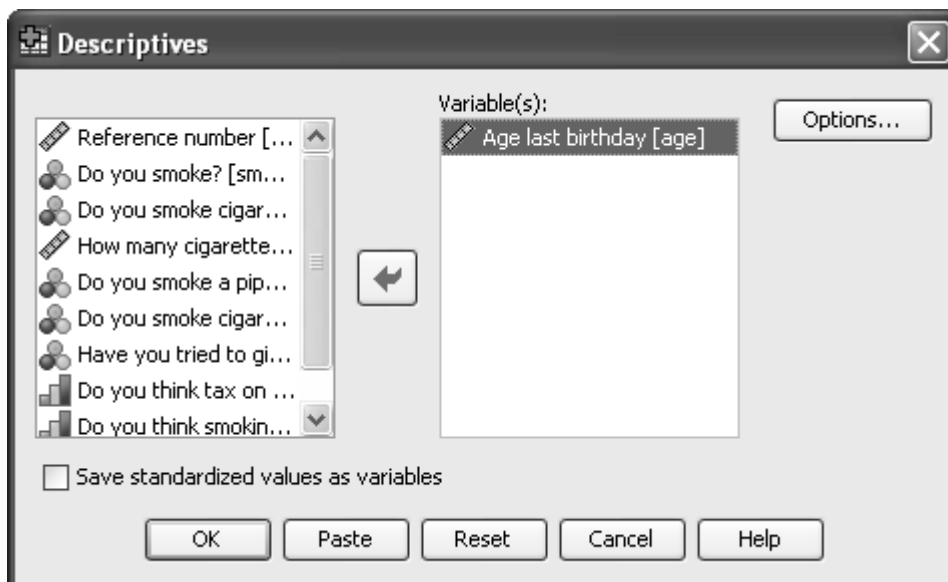 Descriptives
Reference number [...
Do you smoke? [sm...
Do you smoke cigar...
How many cigarette...
Do you smoke a pip...
Do you smoke cigar...
Have you tried to gi...
Do you think tax on ...
Do you think smokin...
Variable(s):
Age last birthday [age]
Options...
Save standardized values as variables
OK
Paste
Reset
Cancel
Help